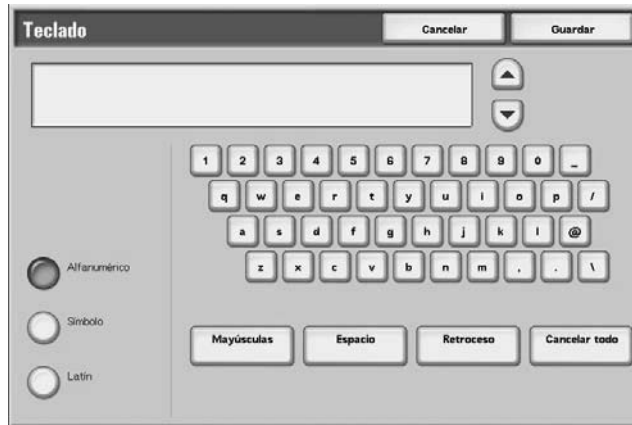 Teclado Cancelar Guardar
1 2 3 4 5 6 7 8 9 0 _
q w e r t y u i o p /
a s d f g h j k l @
z x c v b n m , . \
Alfanumérico
Símbolo
Latín
Mayúsculas Espacio Retroceso Cancelar todo